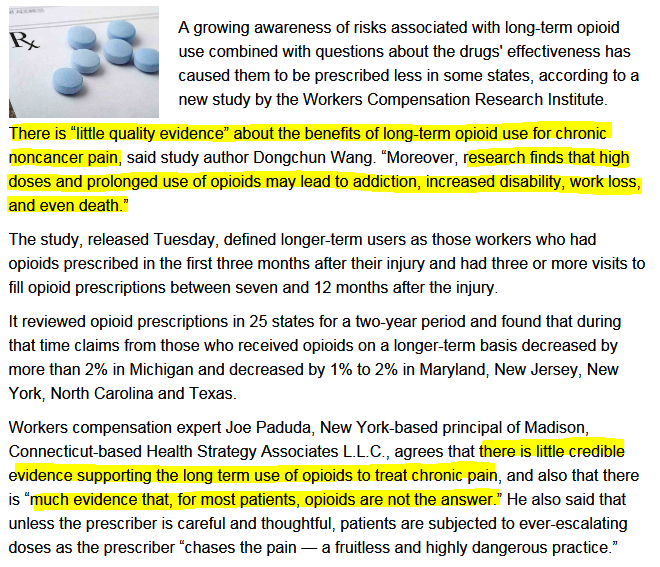 Rx
A growing awareness of risks associated with long-term opioid
use combined with questions about the drugs' effectiveness has
caused them to be prescribed less in some states, according to a
new study by the Workers Compensation Research Institute.
There is “little quality evidence” about the benefits of long-term opioid use for chronic
noncancer pain, said study author Dongchun Wang. “Moreover, research finds that high
doses and prolonged use of opioids may lead to addiction, increased disability, work loss,
and even death.”
The study, released Tuesday, defined longer-term users as those workers who had
opioids prescribed in the first three months after their injury and had three or more visits to
fill opioid prescriptions between seven and 12 months after the injury.
It reviewed opioid prescriptions in 25 states for a two-year period and found that during
that time claims from those who received opioids on a longer-term basis decreased by
more than 2% in Michigan and decreased by 1% to 2% in Maryland, New Jersey, New
York, North Carolina and Texas.
Workers compensation expert Joe Paduda, New York-based principal of Madison,
Connecticut-based Health Strategy Associates L.L.C., agrees that there is little credible
evidence supporting the long term use of opioids to treat chronic pain, and also that there
is “much evidence that, for most patients, opioids are not the answer.” He also said that
unless the prescriber is careful and thoughtful, patients are subjected to ever-escalating
doses as the prescriber “chases the pain — a fruitless and highly dangerous practice.”